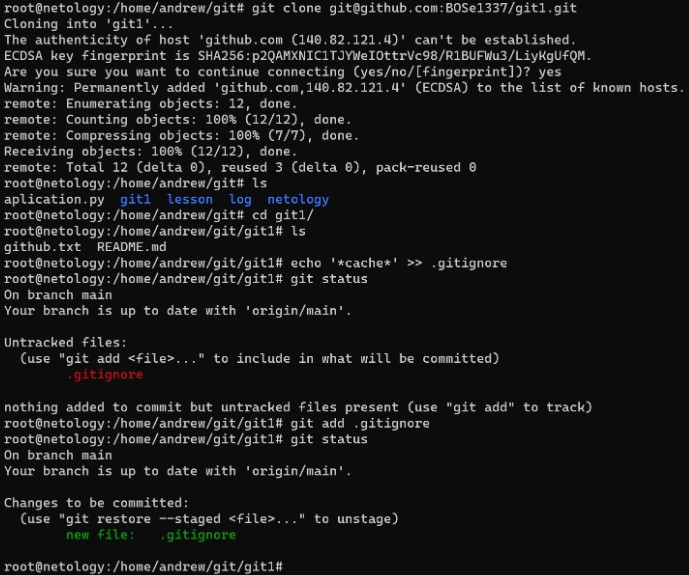 root@netology:/home/andrew/git# git clone git@github.com:BOSe1337/git1.git
Cloning into 'git1'...
The authenticity of host 'github.com (140.82.121.4)' can't be established.
ECDSA key fingerprint is SHA256:p2QAMXNIC1TJYWeIOttrVc98/R1BUFWu3/LiyKgUfQM.
Are you sure you want to continue connecting (yes/no/[fingerprint])? yes
Warning: Permanently added 'github.com,140.82.121.4' (ECDSA) to the list of known hosts.
remote: Enumerating objects: 12, done.
remote: Counting objects: 100% (12/12), done.
remote: Compressing objects: 100% (7/7), done.
Receiving objects: 100% (12/12), done.
remote: Total 12 (delta 0), reused 3 (delta 0), pack-reused 0
root@netology:/home/andrew/git# ls
aplication.py  git1  lesson  log  netology
root@netology:/home/andrew/git# cd git1/
root@netology:/home/andrew/git/git1# ls
github.txt  README.md
root@netology:/home/andrew/git/git1# echo '*cache*' >> .gitignore
root@netology:/home/andrew/git/git1# git status
On branch main
Your branch is up to date with 'origin/main'.

Untracked files:
  (use "git add <file>..." to include in what will be committed)
        .gitignore

nothing added to commit but untracked files present (use "git add" to track)
root@netology:/home/andrew/git/git1# git add .gitignore
root@netology:/home/andrew/git/git1# git status
On branch main
Your branch is up to date with 'origin/main'.

Changes to be committed:
  (use "git restore --staged <file>..." to unstage)
        new file:   .gitignore

root@netology:/home/andrew/git/git1#